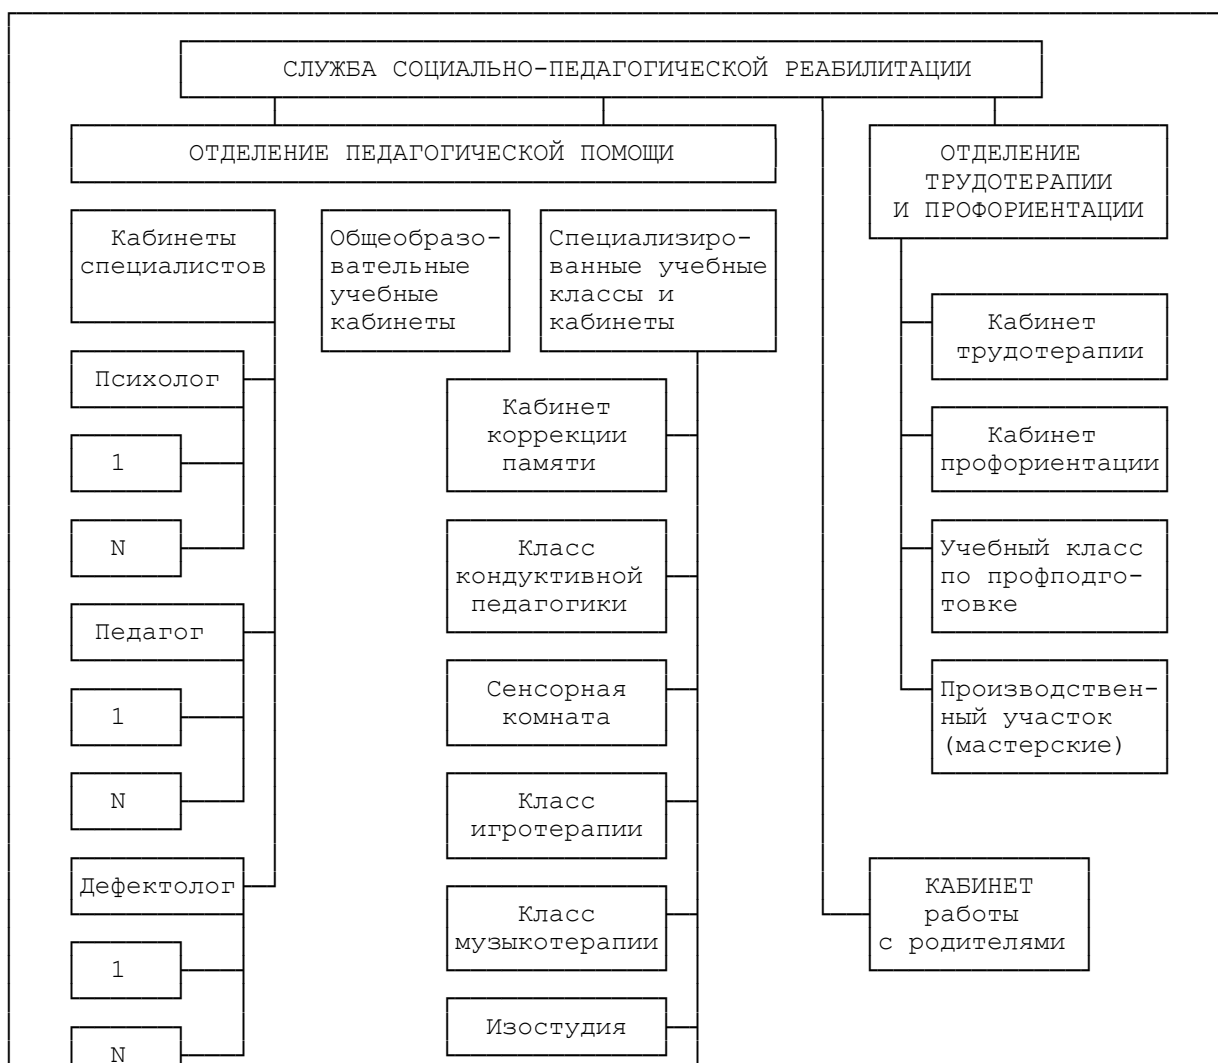 СЛУЖБА СОЦИАЛЬНО-ПЕДАГОГИЧЕСКОЙ РЕАБИЛИТАЦИИ
ОТДЕЛЕНИЕ ПЕДАГОГИЧЕСКОЙ ПОМОЩИ
Кабинеты
специалистов
Психолог
1
N
Педагог
1
N
Дефектолог
1
N
Общеобразо-
вательные
учебные
кабинеты
Специализиро-
ванные учебные
классы и
кабинеты
Кабинет
коррекции
памяти
Класс
кондуктивной
педагогики
Сенсорная
комната
Класс
игротерапии
Класс
музыкотерапии
Изостудия
ОТДЕЛЕНИЕ
ТРУДОТЕРАПИИ
И ПРОФОРИЕНТАЦИИ
Кабинет
трудотерапии
Кабинет
профориентации
Учебный класс
по профподго-
товке
Производствен-
ный участок
(мастерские)
КАБИНЕТ
работы
с родителями